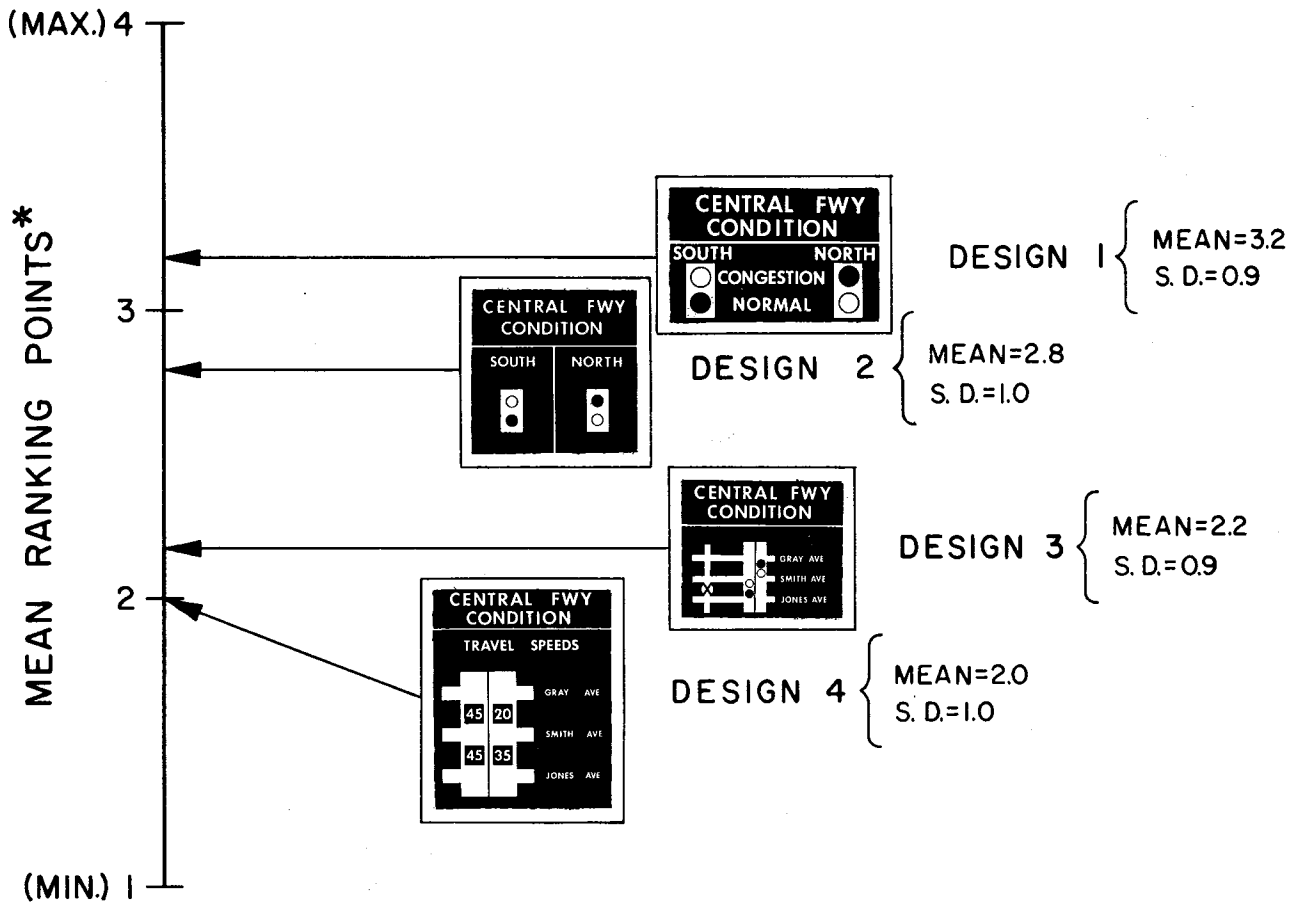 (MAX.) 4
3
2
(MIN.) 1
MEAN RANKING POINTS*
CENTRAL FWY
CONDITION
SOUTH NORTH
CONGESTION
NORMAL
DESIGN 1
MEAN=3.2
S. D.=0.9
CENTRAL FWY
CONDITION
SOUTH NORTH
DESIGN 2
MEAN=2.8
S. D.=1.0
CENTRAL FWY
CONDITION
GRAY AVE
SMITH AVE
JONES AVE
DESIGN 3
MEAN=2.2
S. D.=0.9
CENTRAL FWY
CONDITION
TRAVEL SPEEDS
GRAY AVE
45 20
SMITH AVE
45 35
JONES AVE
DESIGN 4
MEAN=2.0
S. D.=1.0